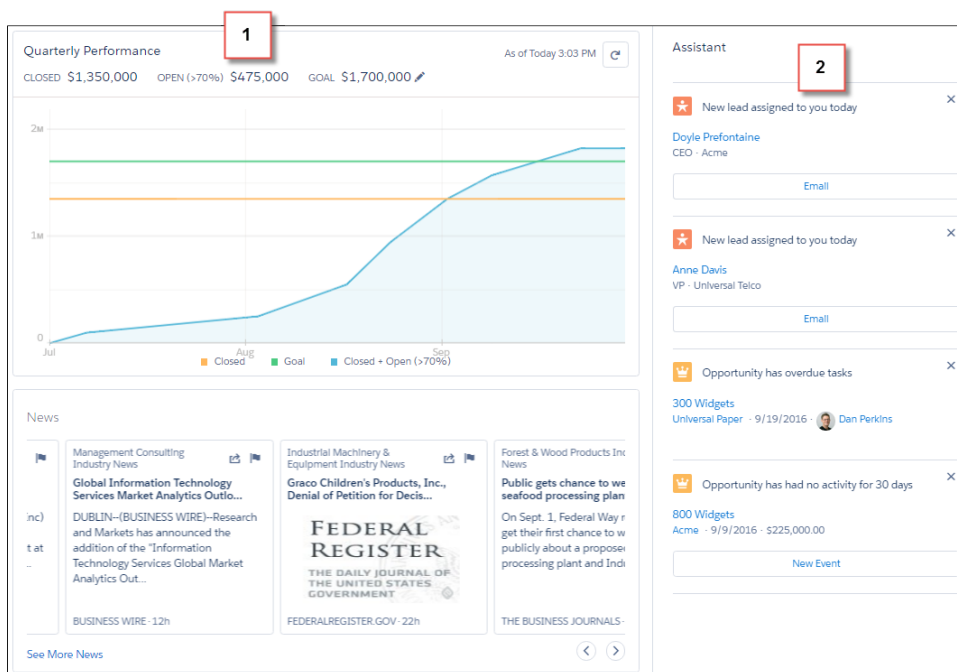 1
Quarterly Performance
As of Today 3:03 PM
CLOSED $1,350,000 OPEN (>70%) $475,000 GOAL $1,700,000
2M
1M
0
Jul Aug Sep
Closed Goal Closed + Open (>70%)
News
Inc)
t at
...
Management Consulting
Industry News
Global Information Technology
Services Market Analytics Outlo...
DUBLIN--(BUSINESS WIRE)--Research
and Markets has announced the
addition of the "Information
Technology Services Global Market
Analytics Out...
BUSINESS WIRE · 12h
Industrial Machinery &
Equipment Industry News
Graco Children's Products, Inc.,
Denial of Petition for Decis...
FEDERAL
REGISTER
THE DAILY JOURNAL OF
THE UNITED STATES
GOVERNMENT
FEDERALREGISTER.GOV · 22h
Forest & Wood Products Inc
News
Public gets chance to we
seafood processing plan
On Sept. 1, Federal Way r
get their first chance to w
publicly about a propose
processing plant and Indu
THE BUSINESS JOURNALS ·
See More News
Assistant
2
New lead assigned to you today
Doyle Prefontaine
CEO · Acme
Email
New lead assigned to you today
Anne Davis
VP · Universal Telco
Email
Opportunity has overdue tasks
300 Widgets
Universal Paper · 9/19/2016 · Dan Perkins
Opportunity has had no activity for 30 days
800 Widgets
Acme · 9/9/2016 · $225,000.00
New Event